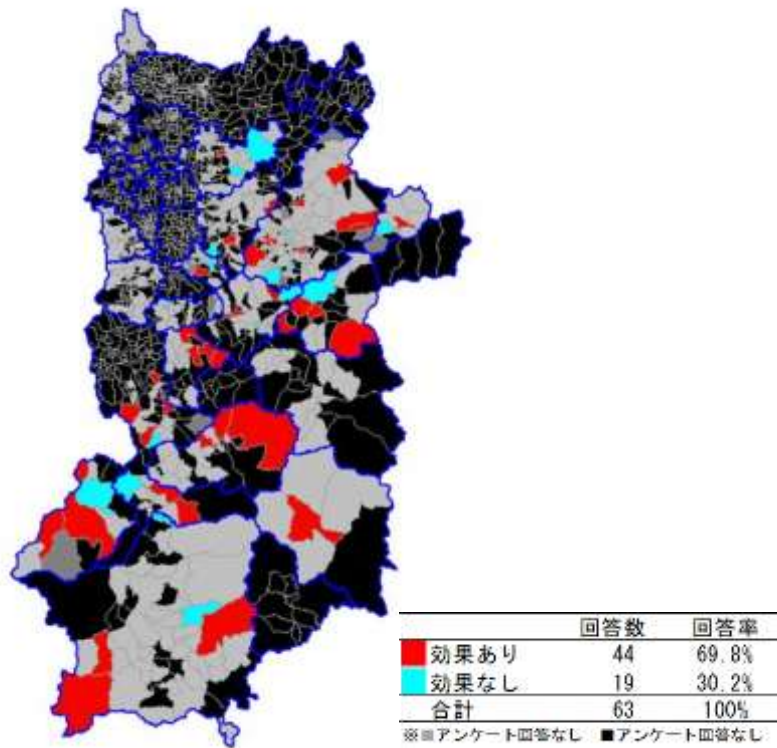 回答数 回答率
効果あり 44 69.8%
効果なし 19 30.2%
合計 63 100%
※■アンケート回答なし ■アンケート回答なし